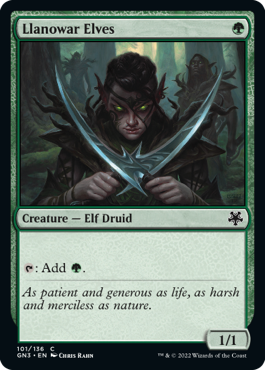 Llanowar Elves
Creature — Elf Druid
: Add .
As patient and generous as life, as harsh
and merciless as nature.
1/1
101/136 C
GN3 • EN Chris Rahn
™ & © 2022 Wizards of the Coast